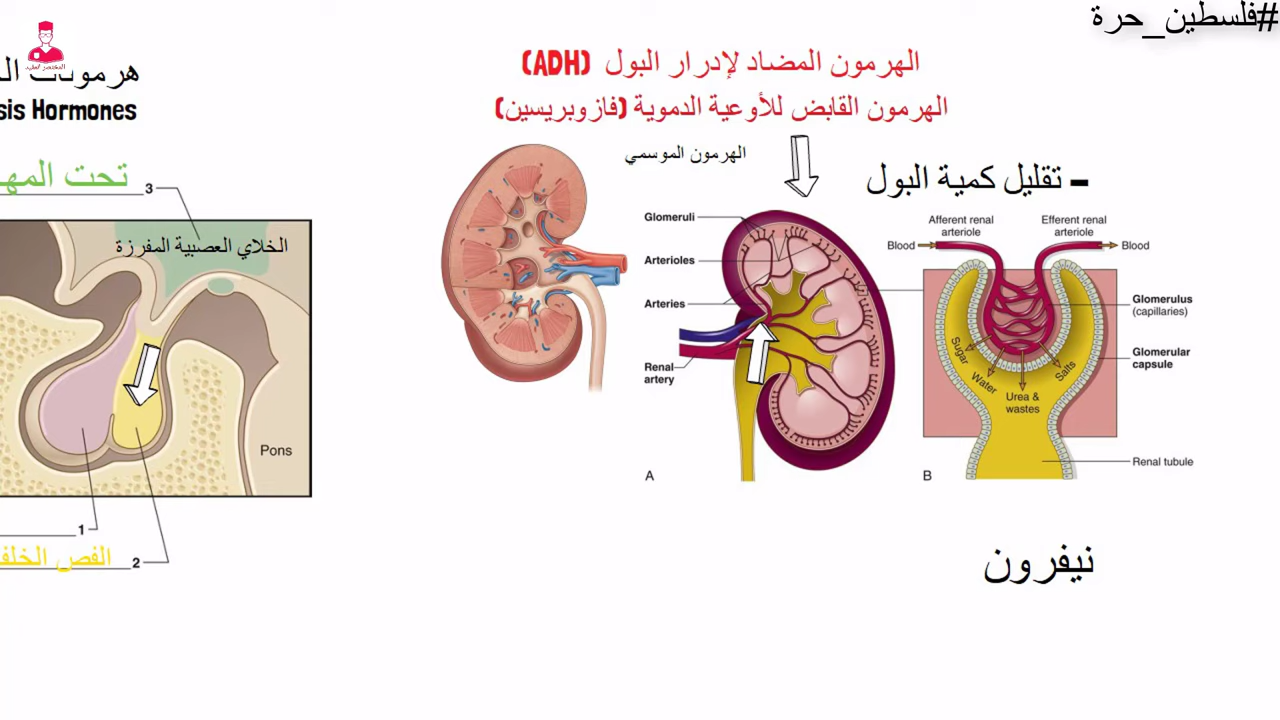 #فلسطين_حرة
هرمونات
sis Hormones
الهرمون المضاد لإدرار البول (ADH)
الهرمون القابض للأوعية الدموية (فازوبريسين)
الهرمون الموسمي
- تقليل كمية البول
تحت المه
3
الخلاي العصبية المفرزة
Pons
1
الفص الخلف
2
Glomeruli
Arterioles
Arteries
Renal
artery
A
Afferent renal
arteriole
Efferent renal
arteriole
Blood
Blood
Glomerulus
(capillaries)
Glomerular
capsule
Sugar
Water
Urea &
wastes
Salts
Renal tubule
B
نيفرون